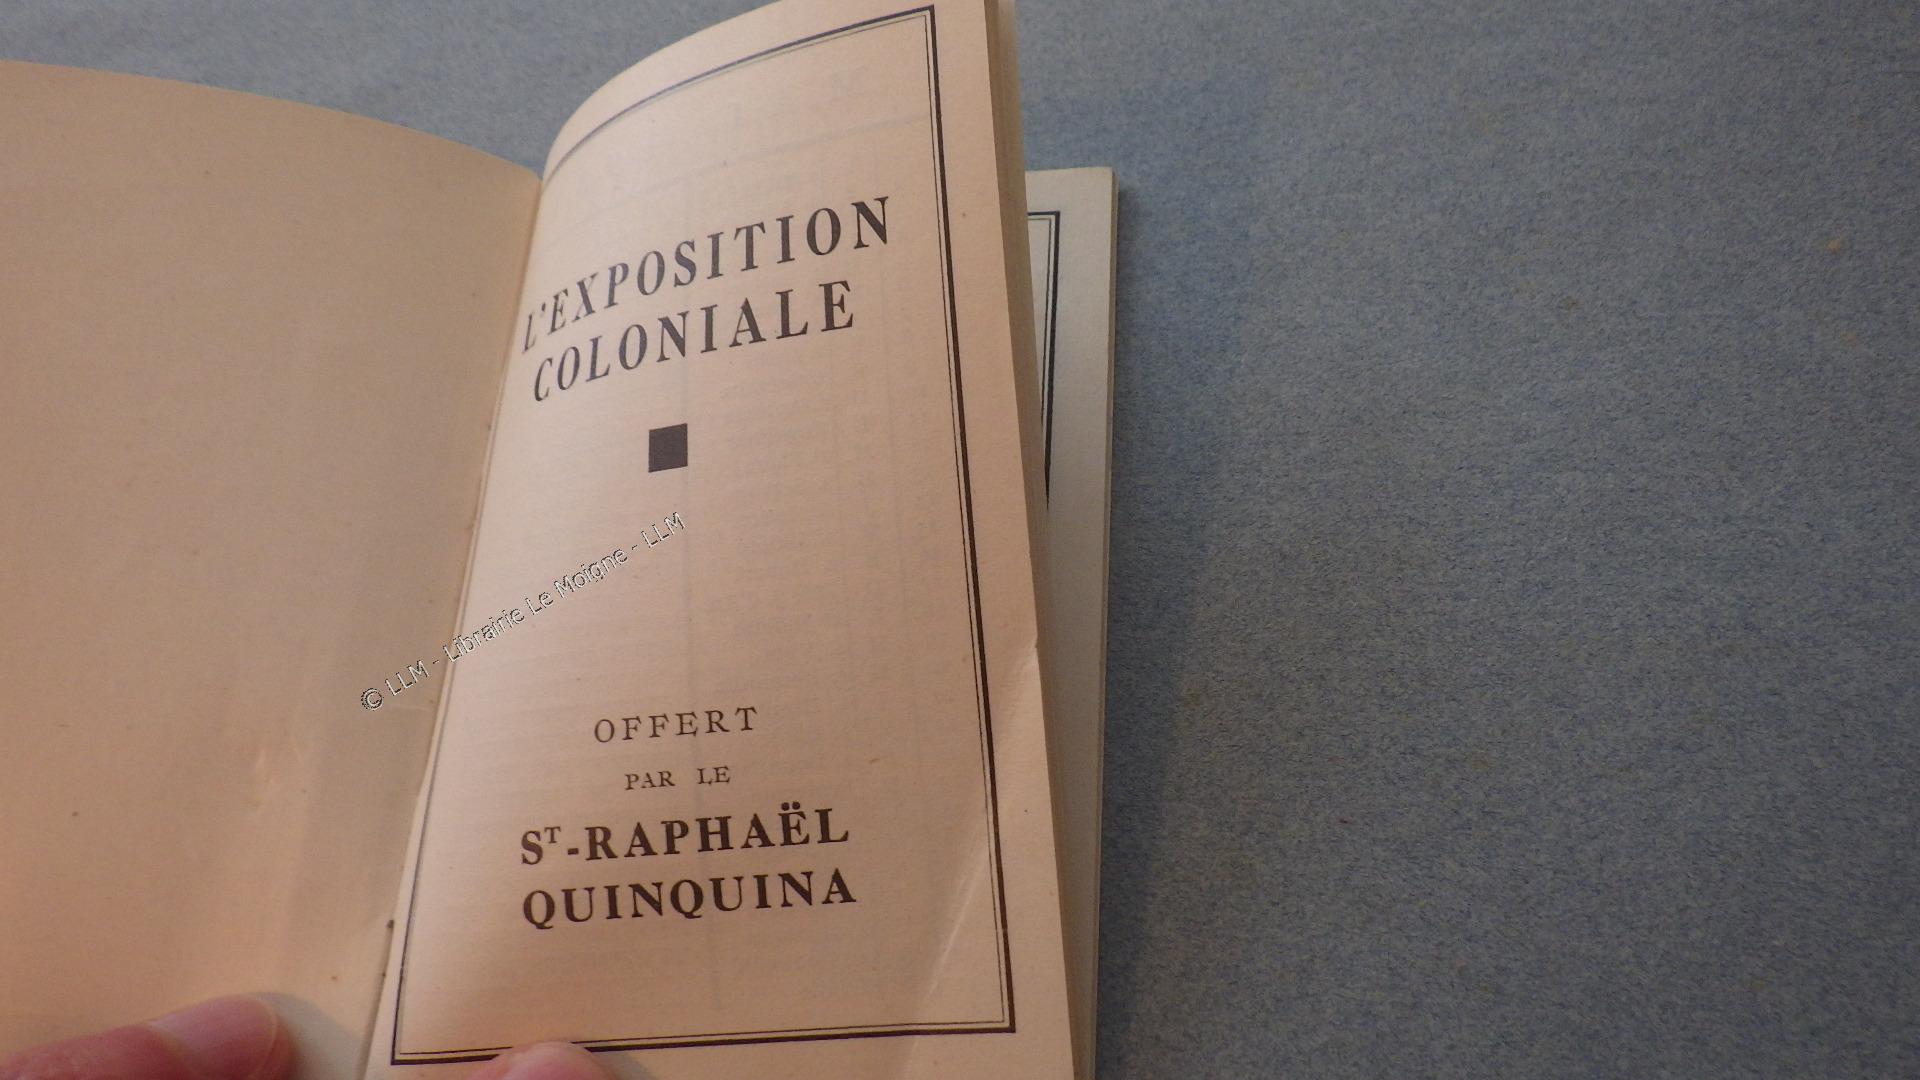 L'EXPOSITION
COLONIALE
© LLM - Librairie Le Moigne - LLM
OFFERT
PAR LE
ST-RAPHAËL
QUINQUINA